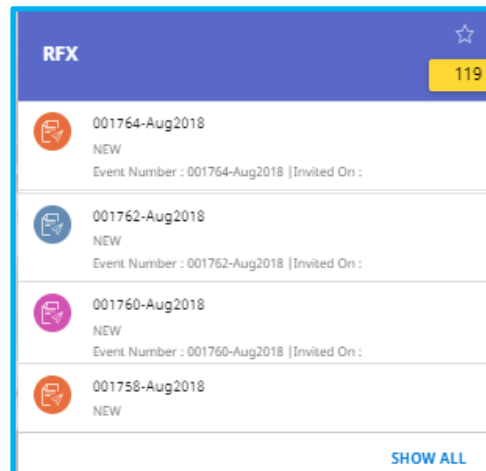 RFX
119
001764-Aug2018
NEW
Event Number : 001764-Aug2018 |Invited On :
001762-Aug2018
NEW
Event Number : 001762-Aug2018 |Invited On :
001760-Aug2018
NEW
Event Number : 001760-Aug2018 |Invited On :
001758-Aug2018
NEW
SHOW ALL